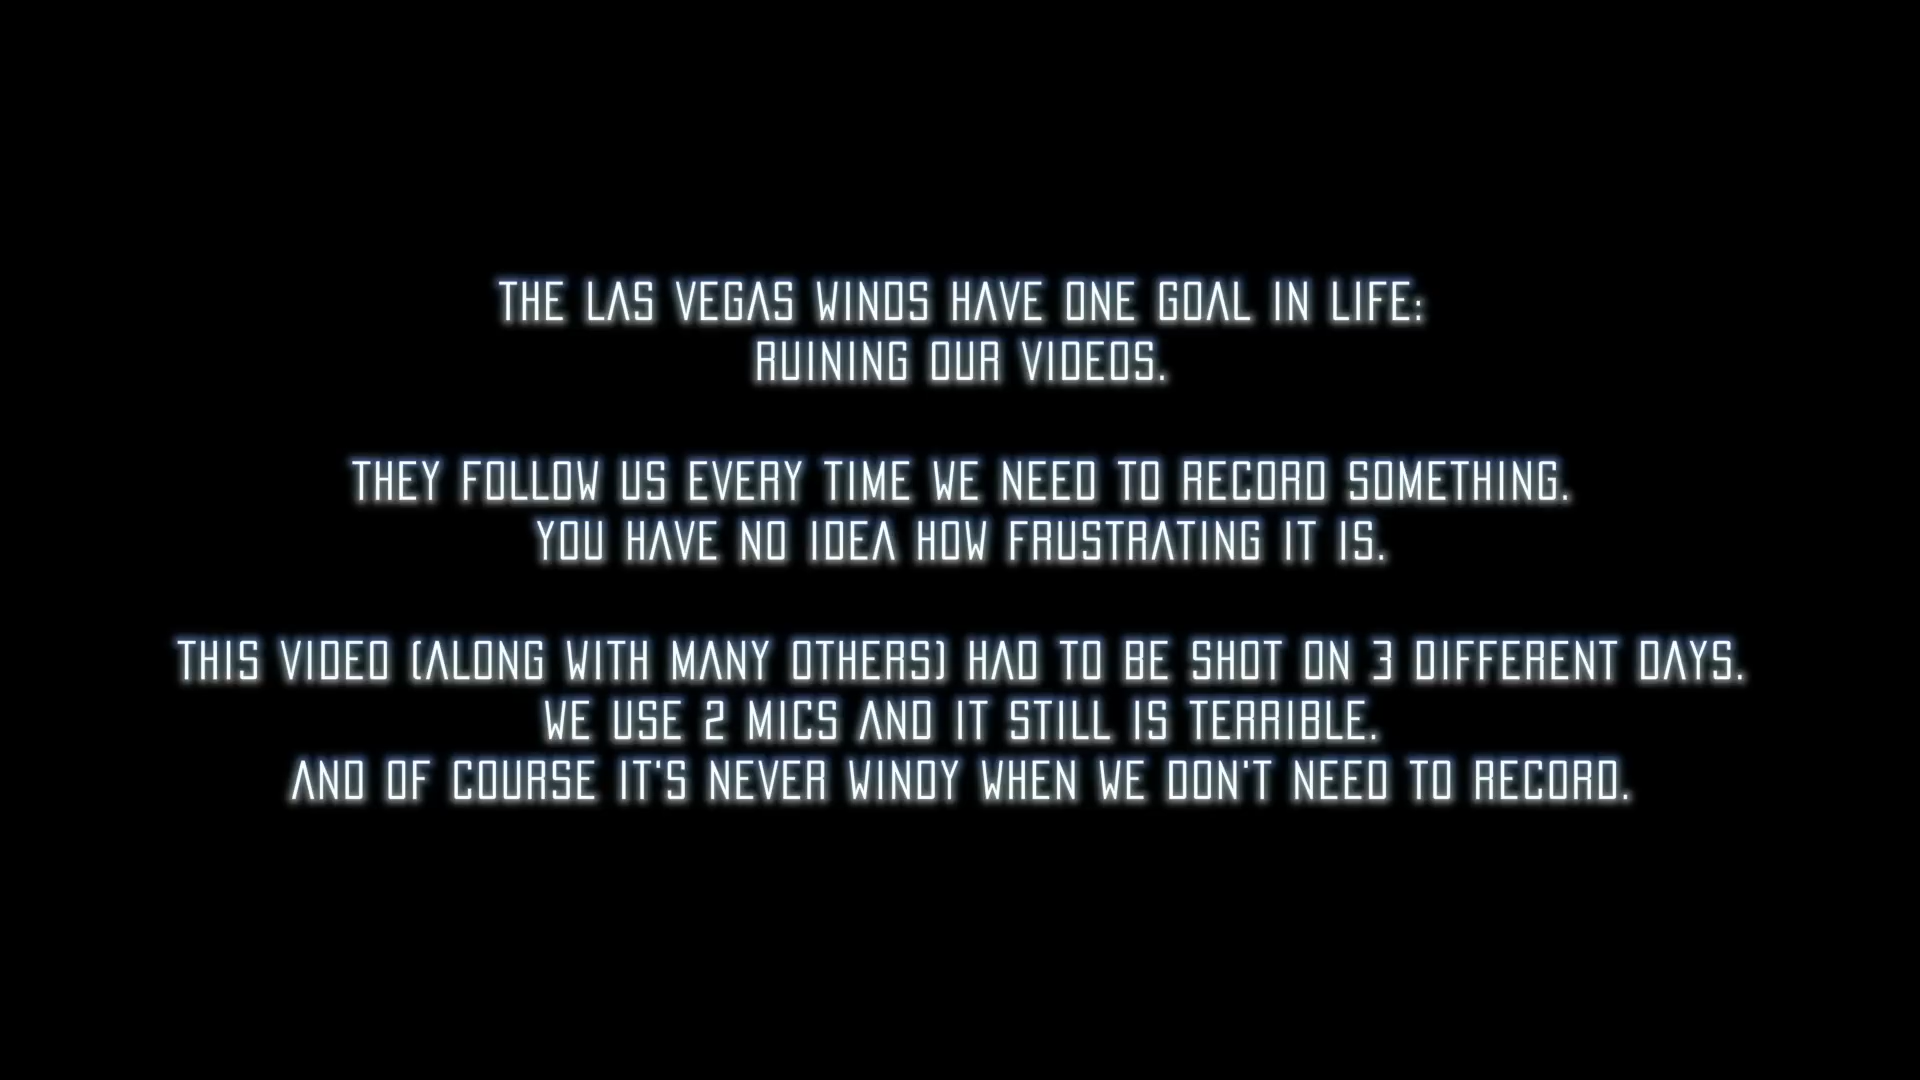 THE LAS VEGAS WINDS HAVE ONE GOAL IN LIFE:
RUINING OUR VIDEOS.
THEY FOLLOW US EVERY TIME WE NEED TO RECORD SOMETHING.
YOU HAVE NO IDEA HOW FRUSTRATING IT IS.
THIS VIDEO (ALONG WITH MANY OTHERS) HAD TO BE SHOT ON 3 DIFFERENT DAYS.
WE USE 2 MICS AND IT STILL IS TERRIBLE.
AND OF COURSE IT'S NEVER WINDY WHEN WE DON'T NEED TO RECORD.